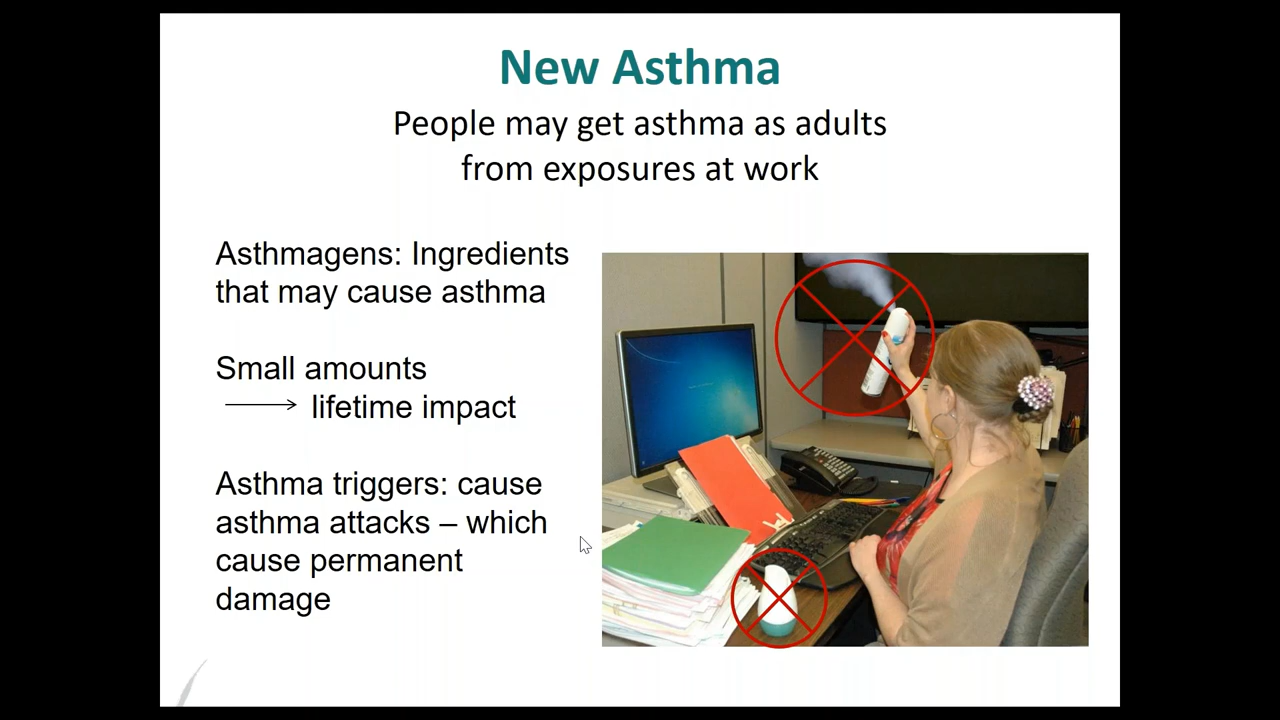 New Asthma
People may get asthma as adults
from exposures at work
Asthmagens: Ingredients
that may cause asthma
Small amounts
⟶ lifetime impact
Asthma triggers: cause
asthma attacks – which
cause permanent
damage